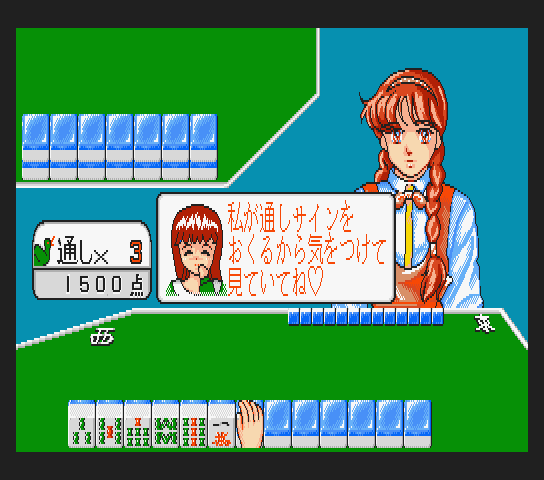 私が通しサインを
おくるから気をつけて
見ていてね♡
通し× 3
1500点
西
東